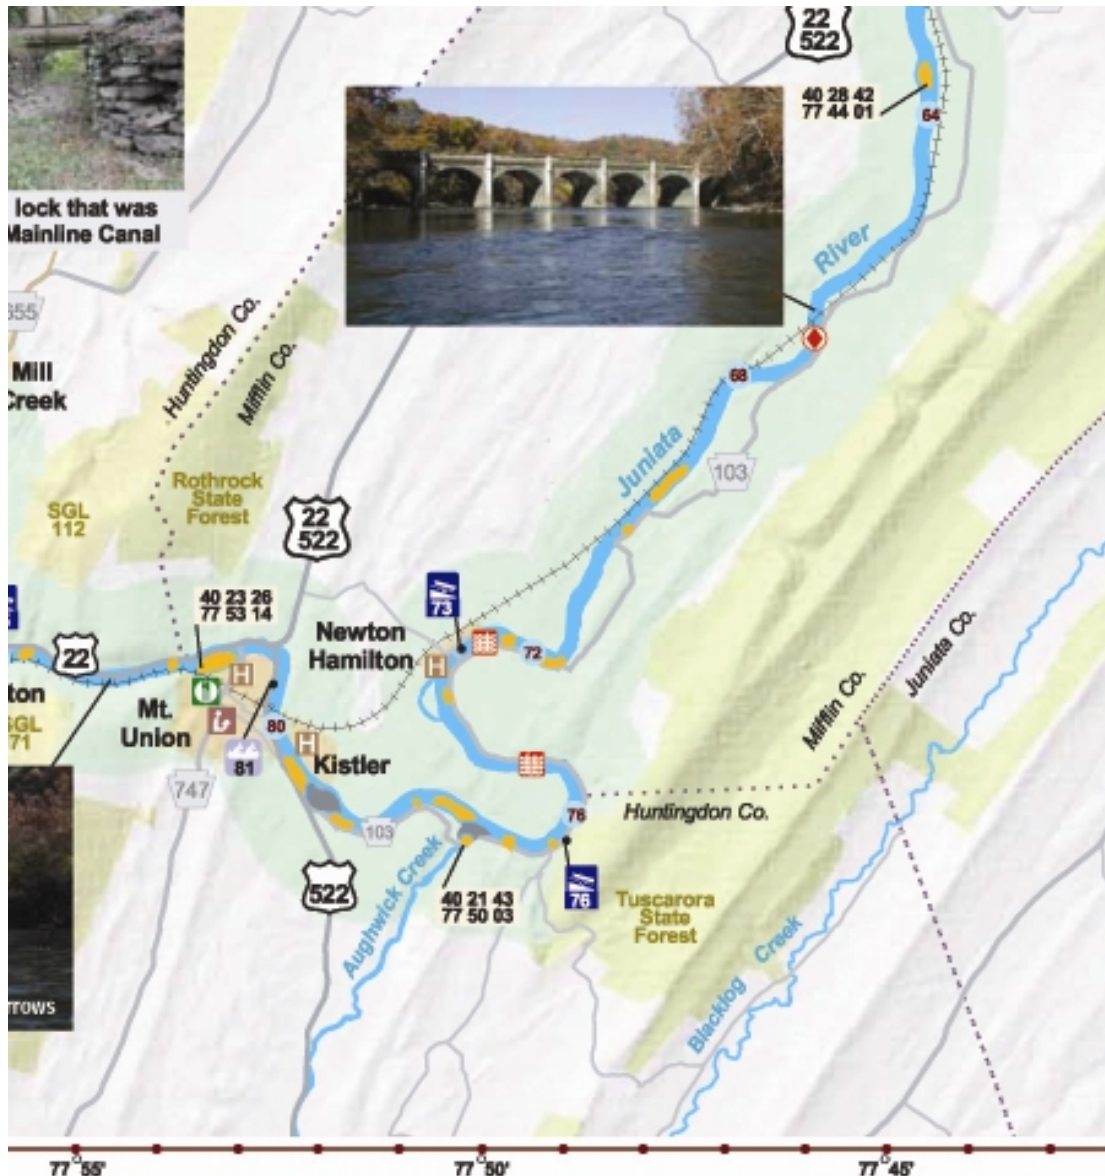 lock that was
Mainline Canal
22
522
40 28 42
77 44 01
64
River
655
Mill
Creek
Huntingdon Co.
Mifflin Co.
68
Juniata
103
Rothrock
State
Forest
SGL
112
22
522
40 23 26
77 53 14
73
Newton
Hamilton
H
72
22
H
Mt.
Union
80
H
Kistler
81
747
SGL
71
76
Mifflin Co.
Juniata Co.
Huntingdon Co.
103
522
Aughwick Creek
40 21 43
77 50 03
76
Tuscarora
State
Forest
Blacklog Creek
77°55'
77°50'
77°45'